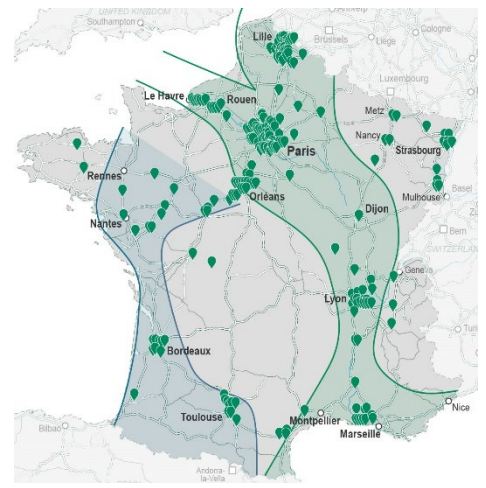 UNITED KINGDOM
Southampton
Lille
Brussels
Cologne
Liège
Luxembourg
Le Havre
Rouen
Metz
Nancy
Strasbourg
Paris
Rennes
Mulhouse
Basel
Orléans
Dijon
Nantes
Bern
SWITZERLAND
Geneva
Lyon
Bordeaux
Toulouse
Montpellier
Marseille
Nice
Bilbao
Andorra-
la-Vella